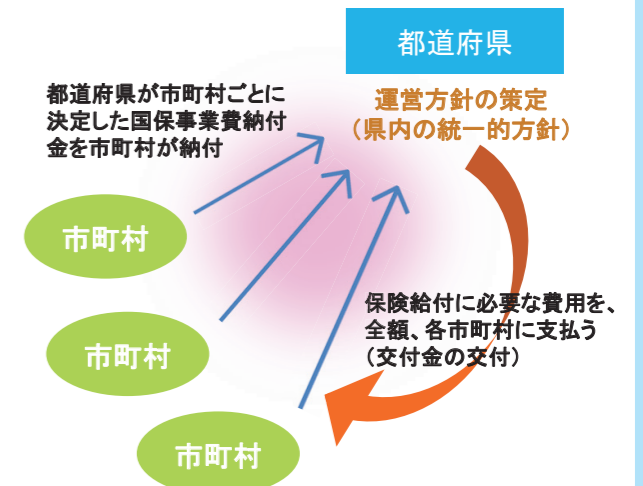 都道府県
運営方針の策定
（県内の統一的方針）
都道府県が市町村ごとに
決定した国保事業費納付
金を市町村が納付
市町村
市町村
市町村
保険給付に必要な費用を、
全額、各市町村に支払う
（交付金の交付）